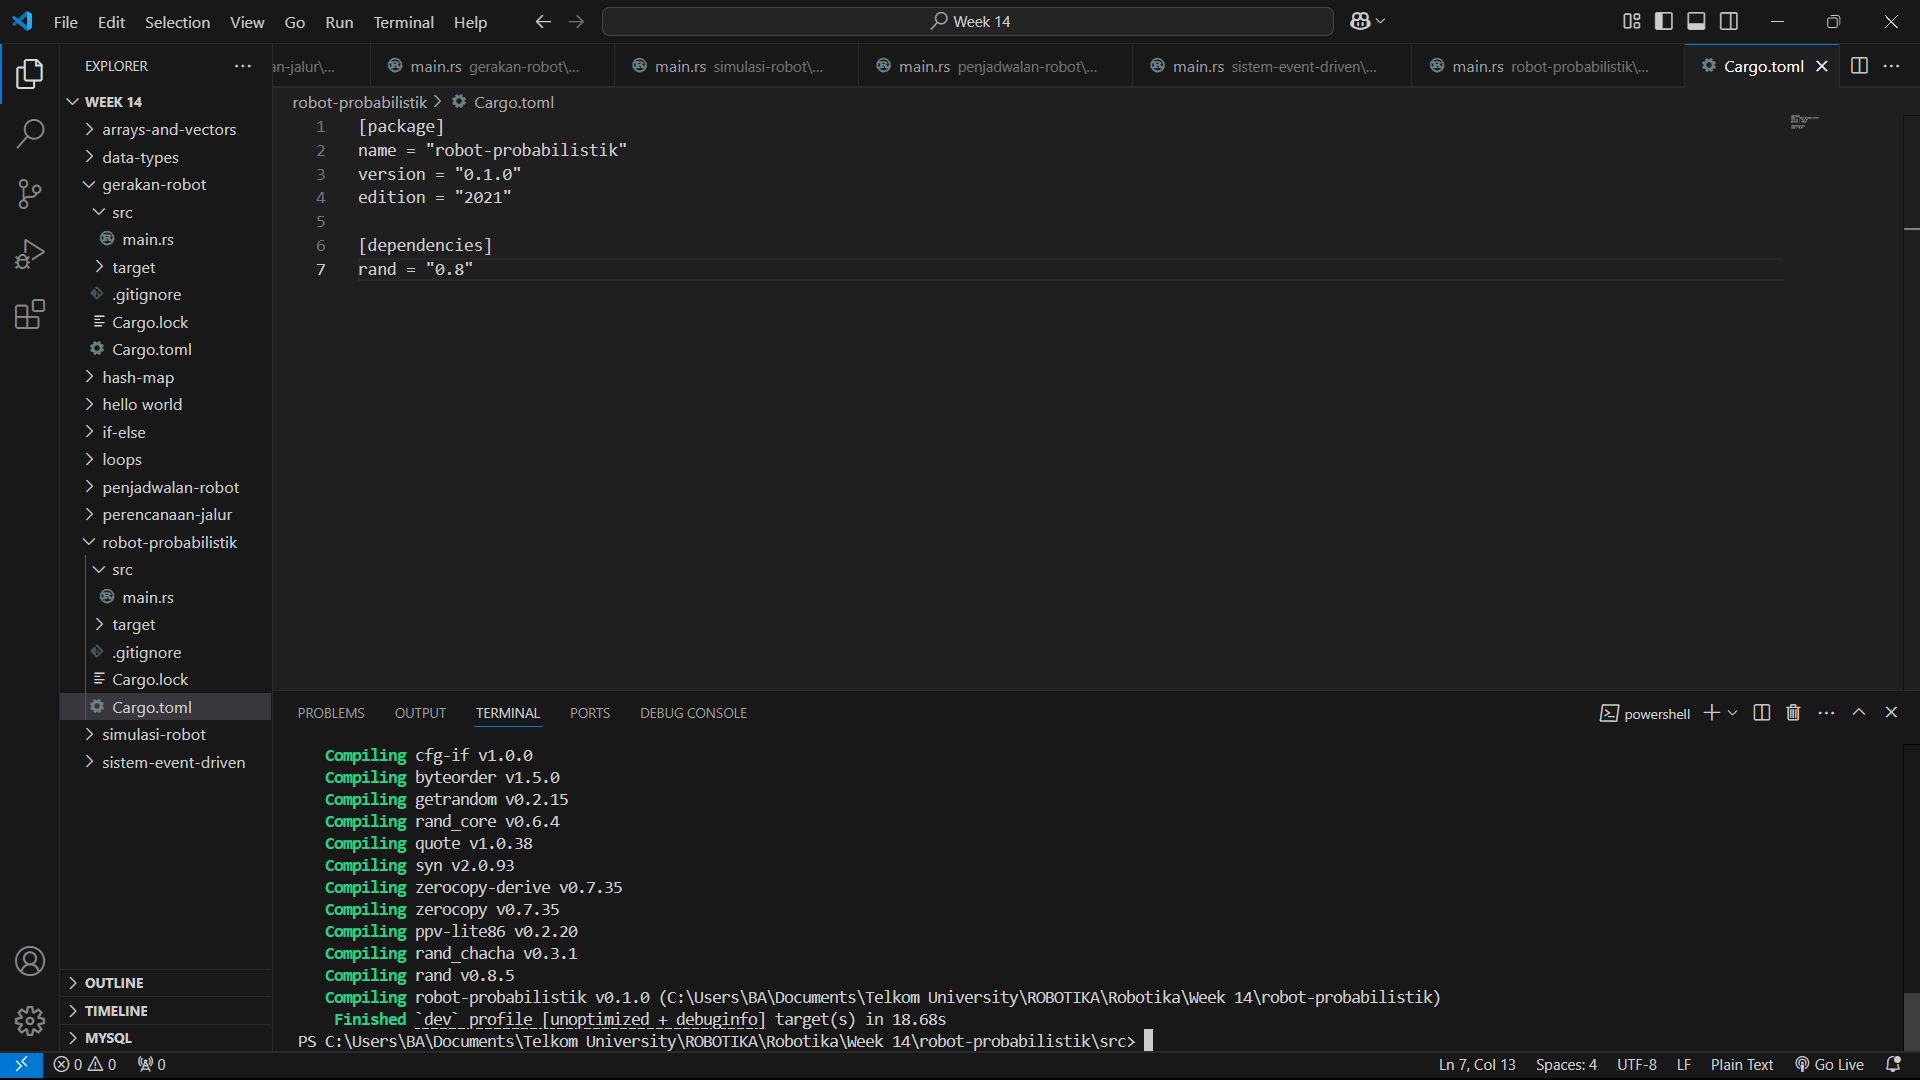 File Edit Selection View Go Run Terminal Help
Week 14
EXPLORER
an-jalur\...
main.rs gerakan-robot\...
main.rs simulasi-robot\...
main.rs penjadwalan-robot\...
main.rs sistem-event-driven\...
main.rs robot-probabilistik\...
Cargo.toml
WEEK 14
arrays-and-vectors
data-types
gerakan-robot
src
main.rs
target
.gitignore
Cargo.lock
Cargo.toml
hash-map
hello world
if-else
loops
penjadwalan-robot
perencanaan-jalur
robot-probabilistik
src
main.rs
target
.gitignore
Cargo.lock
Cargo.toml
simulasi-robot
sistem-event-driven
OUTLINE
TIMELINE
MYSQL
robot-probabilistik > Cargo.toml
1 [package]
2 name = "robot-probabilistik"
3 version = "0.1.0"
4 edition = "2021"
5
6 [dependencies]
7 rand = "0.8"
PROBLEMS OUTPUT TERMINAL PORTS DEBUG CONSOLE
powershell
Compiling cfg-if v1.0.0
Compiling byteorder v1.5.0
Compiling getrandom v0.2.15
Compiling rand_core v0.6.4
Compiling quote v1.0.38
Compiling syn v2.0.93
Compiling zerocopy-derive v0.7.35
Compiling zerocopy v0.7.35
Compiling ppv-lite86 v0.2.20
Compiling rand_chacha v0.3.1
Compiling rand v0.8.5
Compiling robot-probabilistik v0.1.0 (C:\Users\BA\Documents\Telkom University\ROBOTIKA\Robotika\Week 14\robot-probabilistik)
Finished `dev` profile [unoptimized + debuginfo] target(s) in 18.68s
PS C:\Users\BA\Documents\Telkom University\ROBOTIKA\Robotika\Week 14\robot-probabilistik\src>
0 0 0
Ln 7, Col 13 Spaces: 4 UTF-8 LF Plain Text Go Live